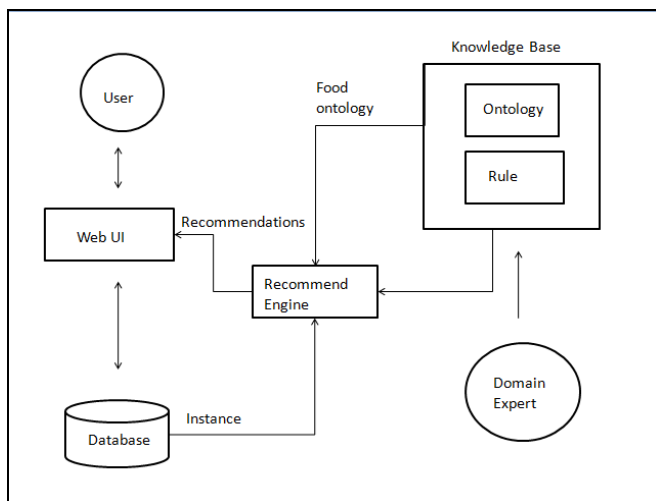 Knowledge Base
User
Food
ontology
Ontology
Rule
Web UI
Recommendations
Recommend
Engine
Domain
Expert
Database
Instance